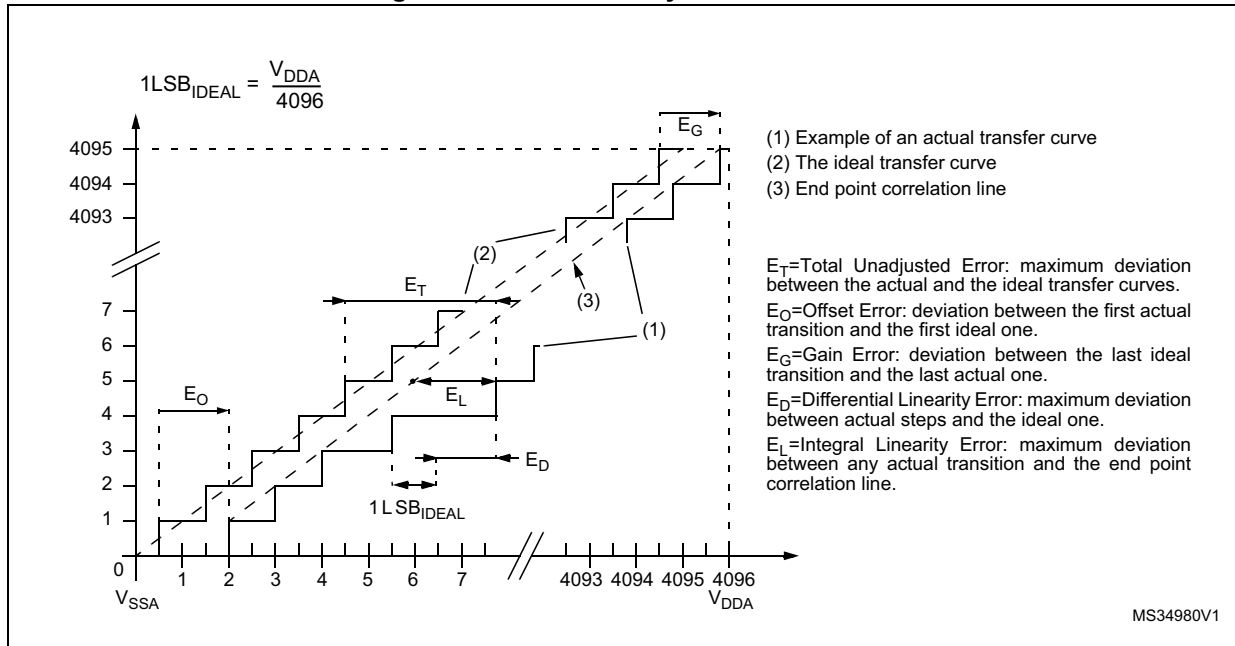 1LSB_IDEAL = V_DDA / 4096
E_G
(1) Example of an actual transfer curve
(2) The ideal transfer curve
(3) End point correlation line
4095
4094
4093
(2)
E_T
(3)
(1)
E_T=Total Unadjusted Error: maximum deviation
between the actual and the ideal transfer curves.
E_O=Offset Error: deviation between the first actual
transition and the first ideal one.
E_G=Gain Error: deviation between the last ideal
transition and the last actual one.
E_D=Differential Linearity Error: maximum deviation
between actual steps and the ideal one.
E_L=Integral Linearity Error: maximum deviation
between any actual transition and the end point
correlation line.
7
6
5
4
3
2
1
E_O
E_L
E_D
1LSB_IDEAL
0
1 2 3 4 5 6 7 4093 4094 4095 4096
V_SSA V_DDA
MS34980V1